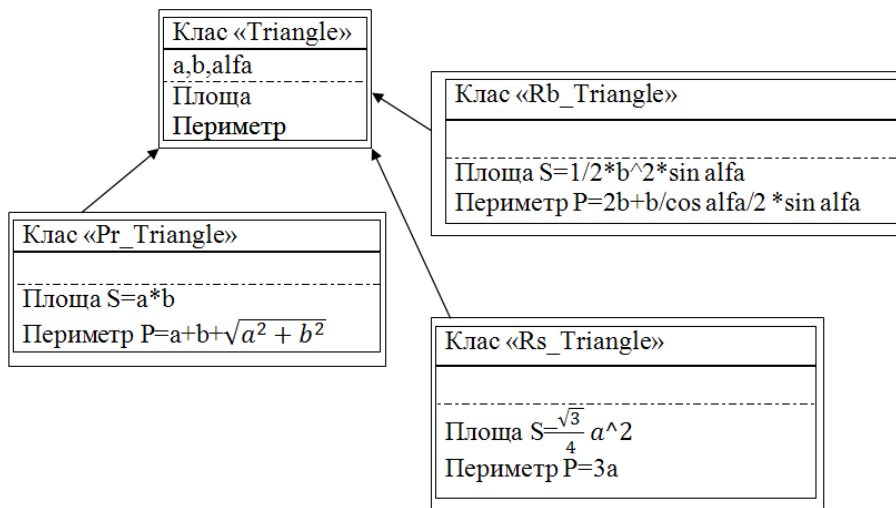 Клас «Triangle»
a,b,alfa
Площа
Периметр
Клас «Rb_Triangle»
Площа S=1/2*b^2*sin alfa
Периметр P=2b+b/cos alfa/2 *sin alfa
Клас «Pr_Triangle»
Площа S=a*b
Периметр P=a+b+√a² + b²
Клас «Rs_Triangle»
Площа S=√3/4 a^2
Периметр P=3a